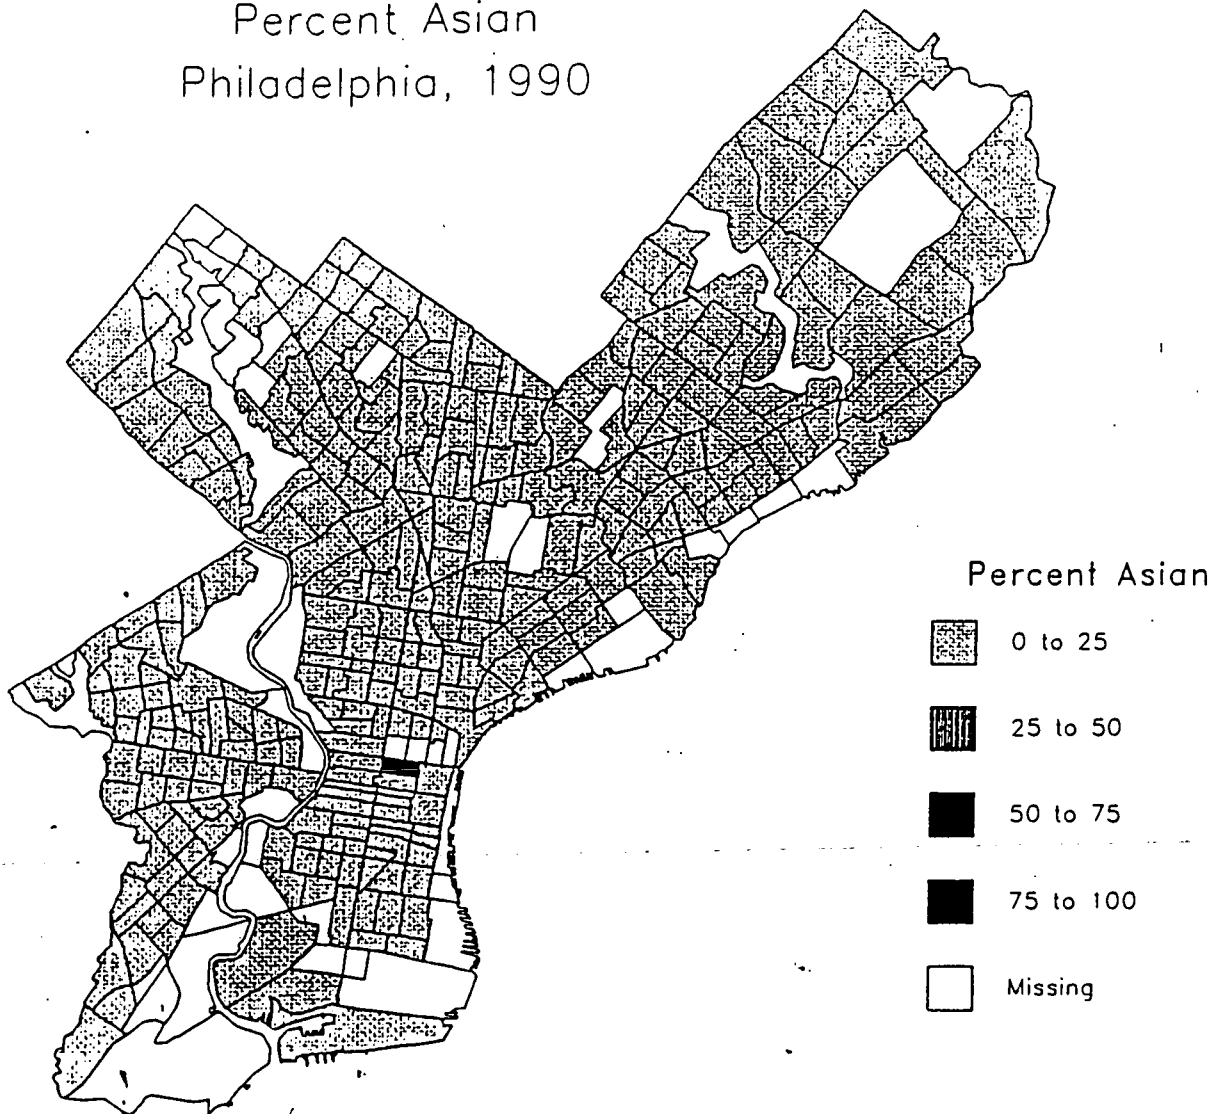 Percent Asian
Philadelphia, 1990
Percent Asian
0 to 25
25 to 50
50 to 75
75 to 100
Missing